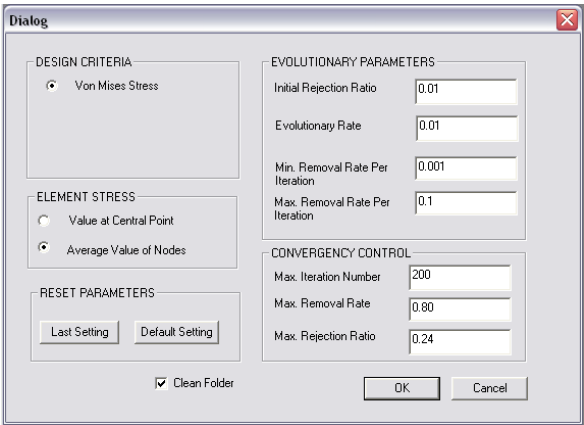 Dialog
DESIGN CRITERIA
Von Mises Stress
ELEMENT STRESS
Value at Central Point
Average Value of Nodes
RESET PARAMETERS
Last Setting
Default Setting
Clean Folder
EVOLUTIONARY PARAMETERS
Initial Rejection Ratio
0.01
Evolutionary Rate
0.01
Min. Removal Rate Per
Iteration
0.001
Max. Removal Rate Per
Iteration
0.1
CONVERGENCY CONTROL
Max. Iteration Number
200
Max. Removal Rate
0.80
Max. Rejection Ratio
0.24
OK
Cancel